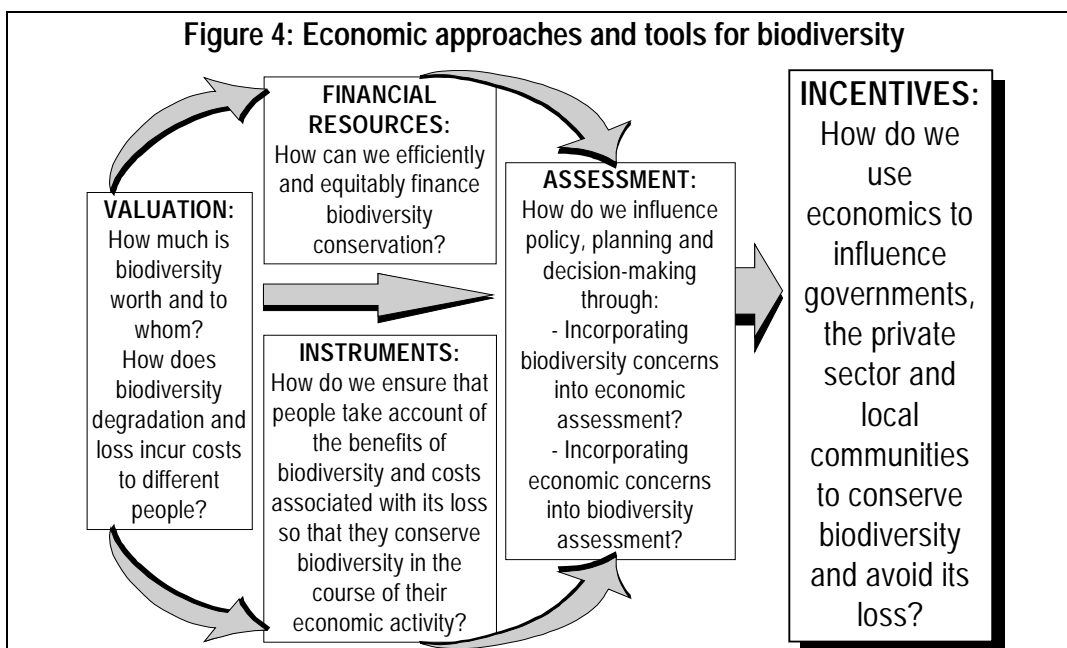 Figure 4: Economic approaches and tools for biodiversity
VALUATION:
How much is
biodiversity
worth and to
whom?
How does
biodiversity
degradation and
loss incur costs
to different
people?
FINANCIAL
RESOURCES:
How can we efficiently
and equitably finance
biodiversity
conservation?
INSTRUMENTS:
How do we ensure that
people take account of
the benefits of
biodiversity and costs
associated with its loss
so that they conserve
biodiversity in the
course of their
economic activity?
ASSESSMENT:
How do we influence
policy, planning and
decision-making
through:
- Incorporating
biodiversity concerns
into economic
assessment?
- Incorporating
economic concerns
into biodiversity
assessment?
INCENTIVES:
How do we
use
economics to
influence
governments,
the private
sector and
local
communities
to conserve
biodiversity
and avoid its
loss?